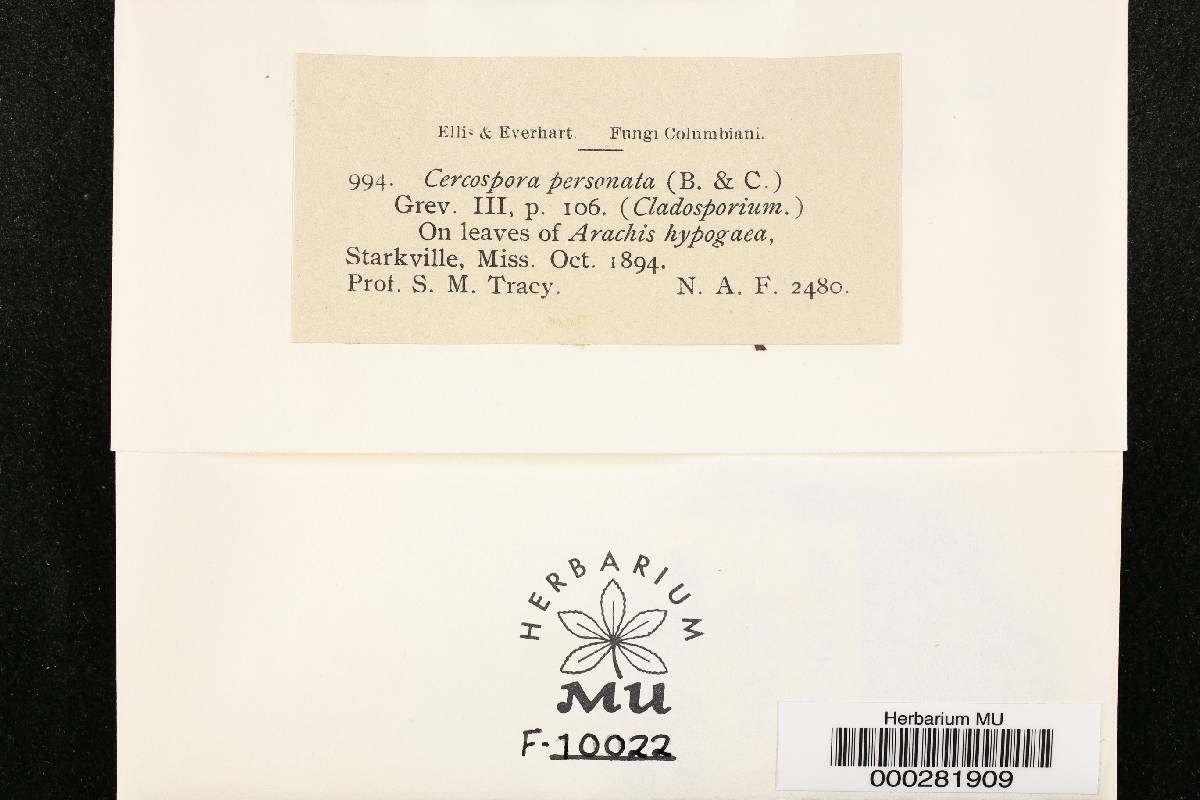 Ellis & Everhart. Fungi Columbiani.
994. Cercospora personata (B. & C.)
Grev. III, p. 106. (Cladosporium.)
On leaves of Arachis hypogaea,
Starkville, Miss. Oct. 1894.
Prof. S. M. Tracy. N. A. F. 2480.
HERBARIUM
MU
F-10022
Herbarium MU
000281909